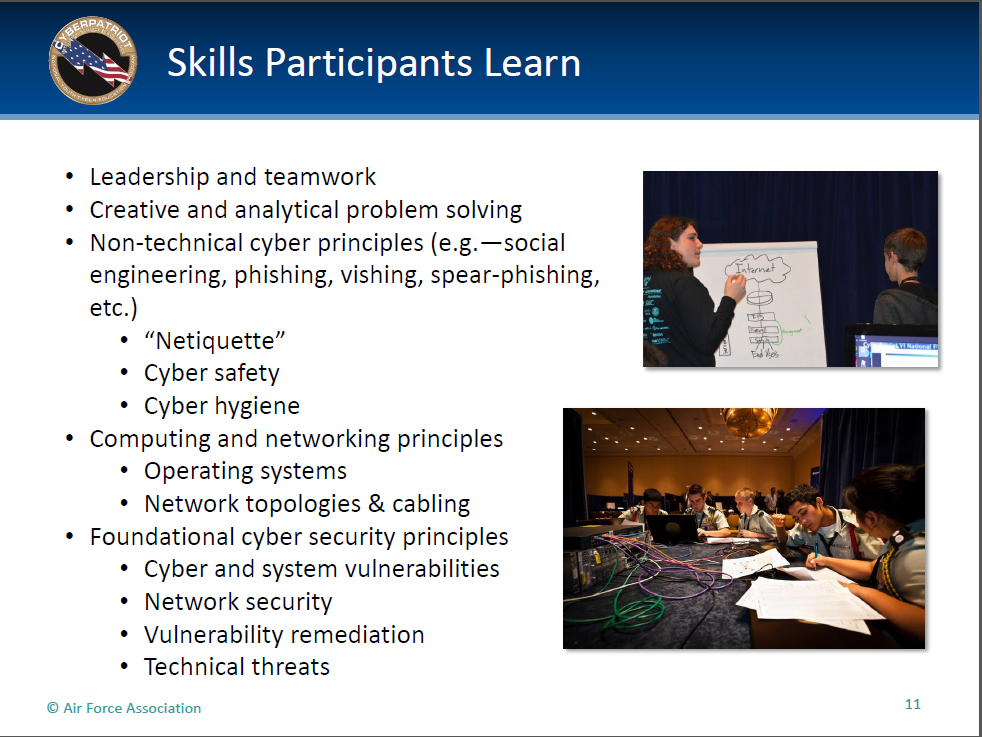 CYBERPATRIOT
Skills Participants Learn
• Leadership and teamwork
• Creative and analytical problem solving
• Non-technical cyber principles (e.g.—social
engineering, phishing, vishing, spear-phishing,
etc.)
• “Netiquette”
• Cyber safety
• Cyber hygiene
• Computing and networking principles
• Operating systems
• Network topologies & cabling
• Foundational cyber security principles
• Cyber and system vulnerabilities
• Network security
• Vulnerability remediation
• Technical threats
Internet
VI National
© Air Force Association
11